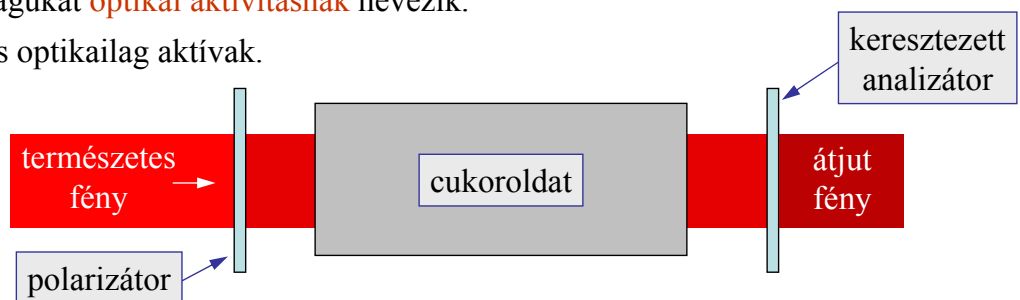 optikai aktivitásnak nevezik.
s optikailag aktívak.
keresztezett
analizátor
természetes
fény
cukoroldat
átjut
fény
polarizátor